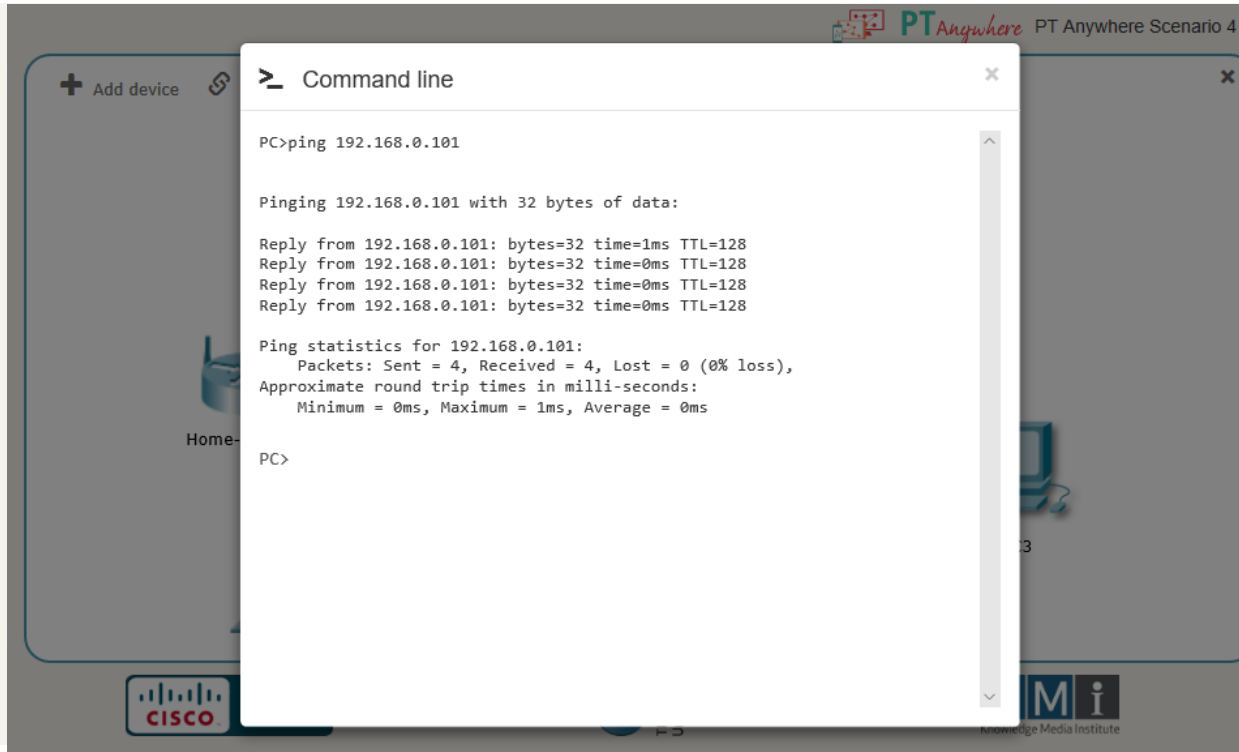 PT Anywhere PT Anywhere Scenario 4
Add device
Command line
PC>ping 192.168.0.101
Pinging 192.168.0.101 with 32 bytes of data:
Reply from 192.168.0.101: bytes=32 time=1ms TTL=128
Reply from 192.168.0.101: bytes=32 time=0ms TTL=128
Reply from 192.168.0.101: bytes=32 time=0ms TTL=128
Reply from 192.168.0.101: bytes=32 time=0ms TTL=128
Ping statistics for 192.168.0.101:
Packets: Sent = 4, Received = 4, Lost = 0 (0% loss),
Approximate round trip times in milli-seconds:
Minimum = 0ms, Maximum = 1ms, Average = 0ms
Home-
PC>
3
CISCO
M i
Knowledge Media Institute